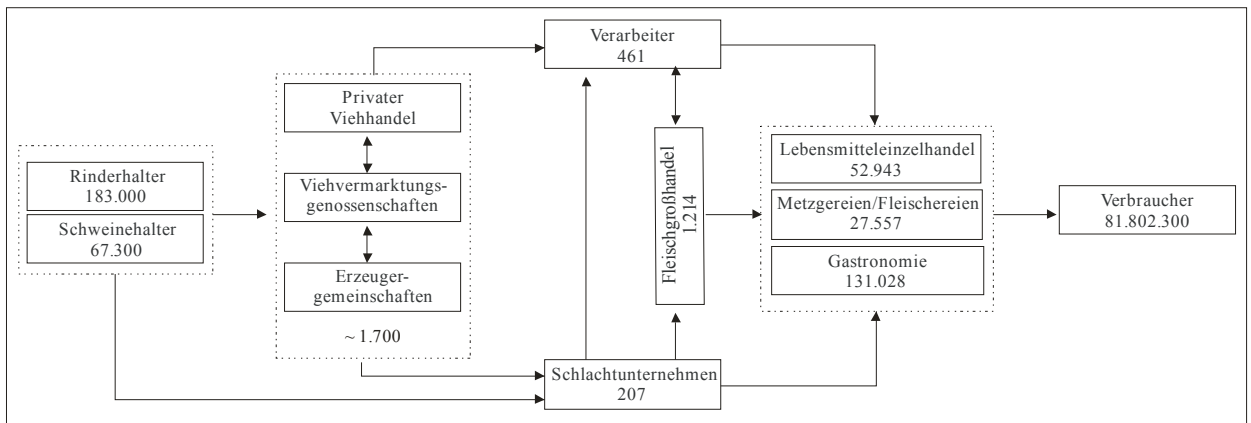 Rinderhalter
183.000
Schweinehalter
67.300
Privater
Viehhandel
Viehvermarktungs-
genossenschaften
Erzeuger-
gemeinschaften
~ 1.700
Verarbeiter
461
Fleischgroßhandel
1.214
Schlachtunternehmen
207
Lebensmitteleinzelhandel
52.943
Metzgereien/Fleischereien
27.557
Gastronomie
131.028
Verbraucher
81.802.300